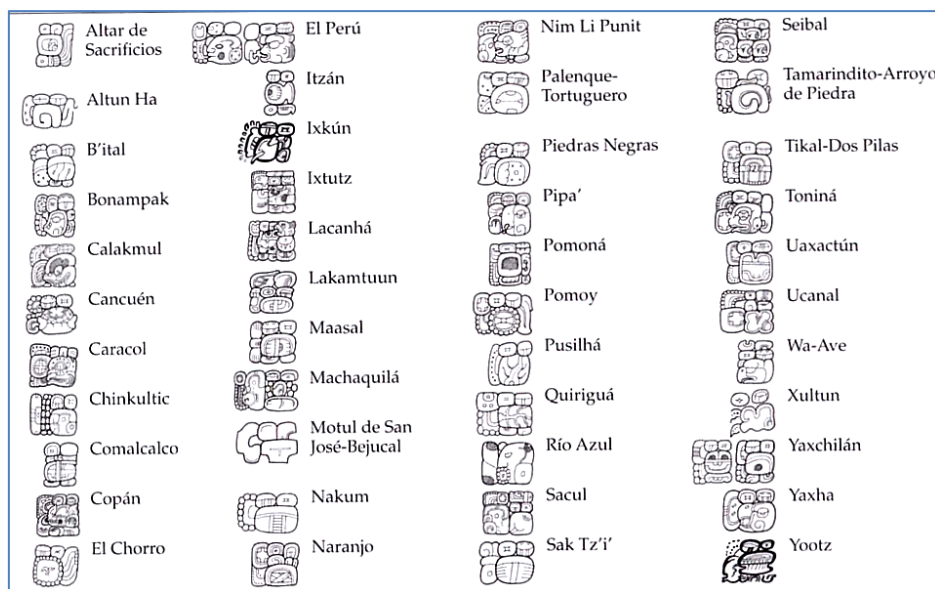 Altar de
Sacrificios
Altun Ha
B'ital
Bonampak
Calakmul
Cancuén
Caracol
Chinkultic
Comalcalco
Copán
El Chorro
El Perú
Itzán
Ixkún
Ixtutz
Lacanhá
Lakamtuun
Maasal
Machaquilá
Motul de San
José-Bejucal
Nakum
Naranjo
Nim Li Punit
Palenque-
Tortuguero
Piedras Negras
Pipa'
Pomoná
Pomoy
Pusilhá
Quiriguá
Río Azul
Sacul
Sak Tz'i'
Seibal
Tamarindito-Arroyo
de Piedra
Tikal-Dos Pilas
Toniná
Uaxactún
Ucanal
Wa-Ave
Xultun
Yaxchilán
Yaxha
Yootz